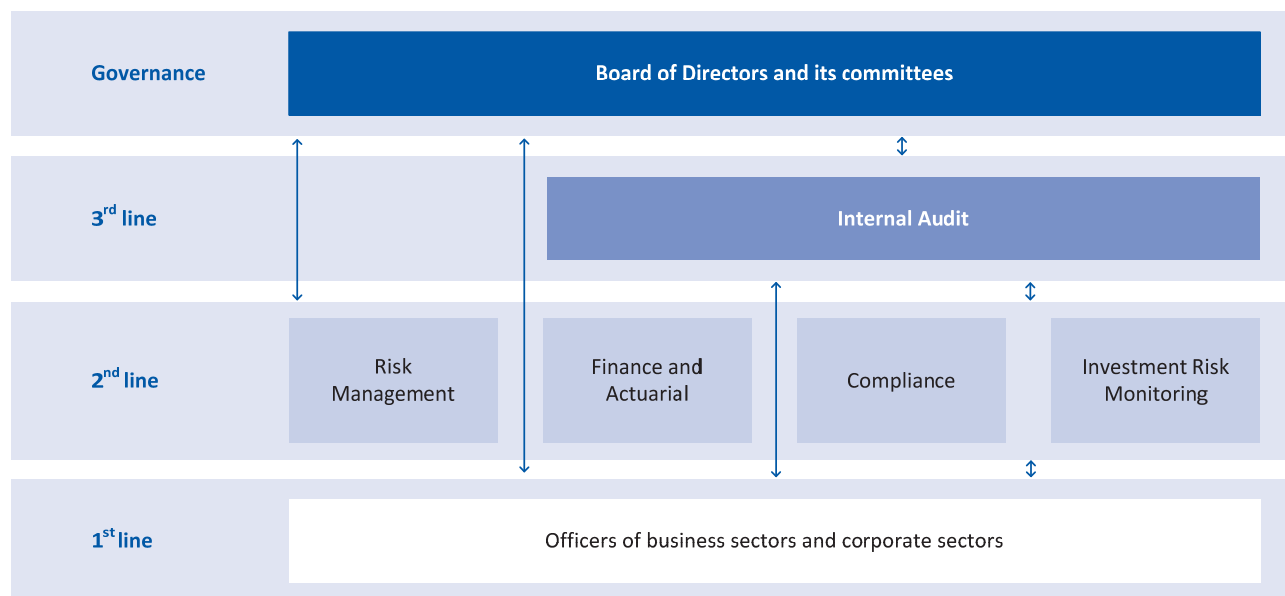 Governance
Board of Directors and its committees
3rd line
Internal Audit
2nd line
Risk
Management
Finance and
Actuarial
Compliance
Investment Risk
Monitoring
1st line
Officers of business sectors and corporate sectors